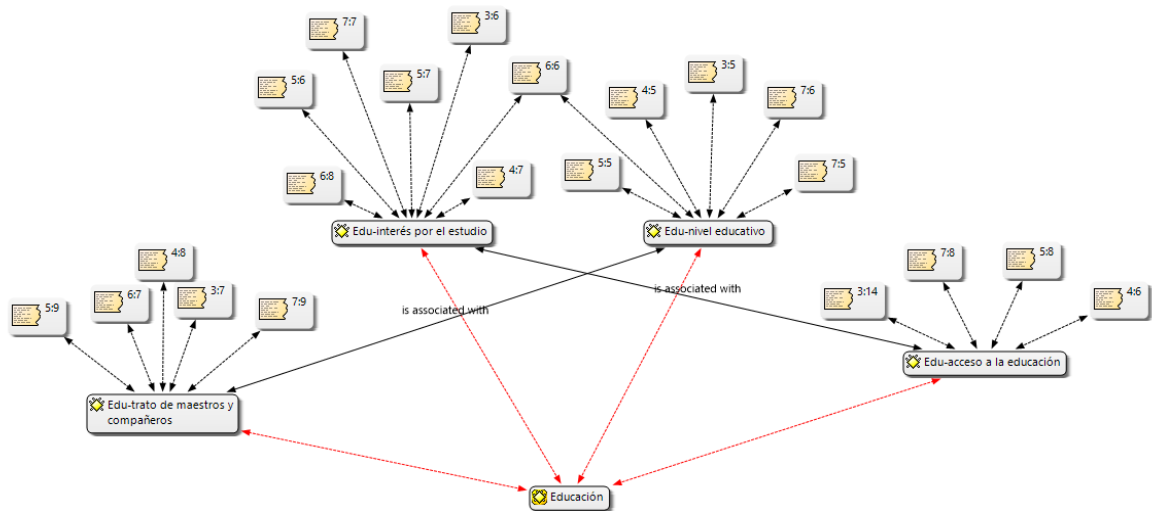 7:7
3:6
5:6
5:7
6:6
3:5
4:5
7:6
6:8
4:7
5:5
7:5
Edu-interés por el estudio
Edu-nivel educativo
4:8
5:9
6:7
3:7
7:9
7:8
5:8
3:14
4:6
is associated with
is associated with
Edu-acceso a la educación
Edu-trato de maestros y
compañeros
Educación